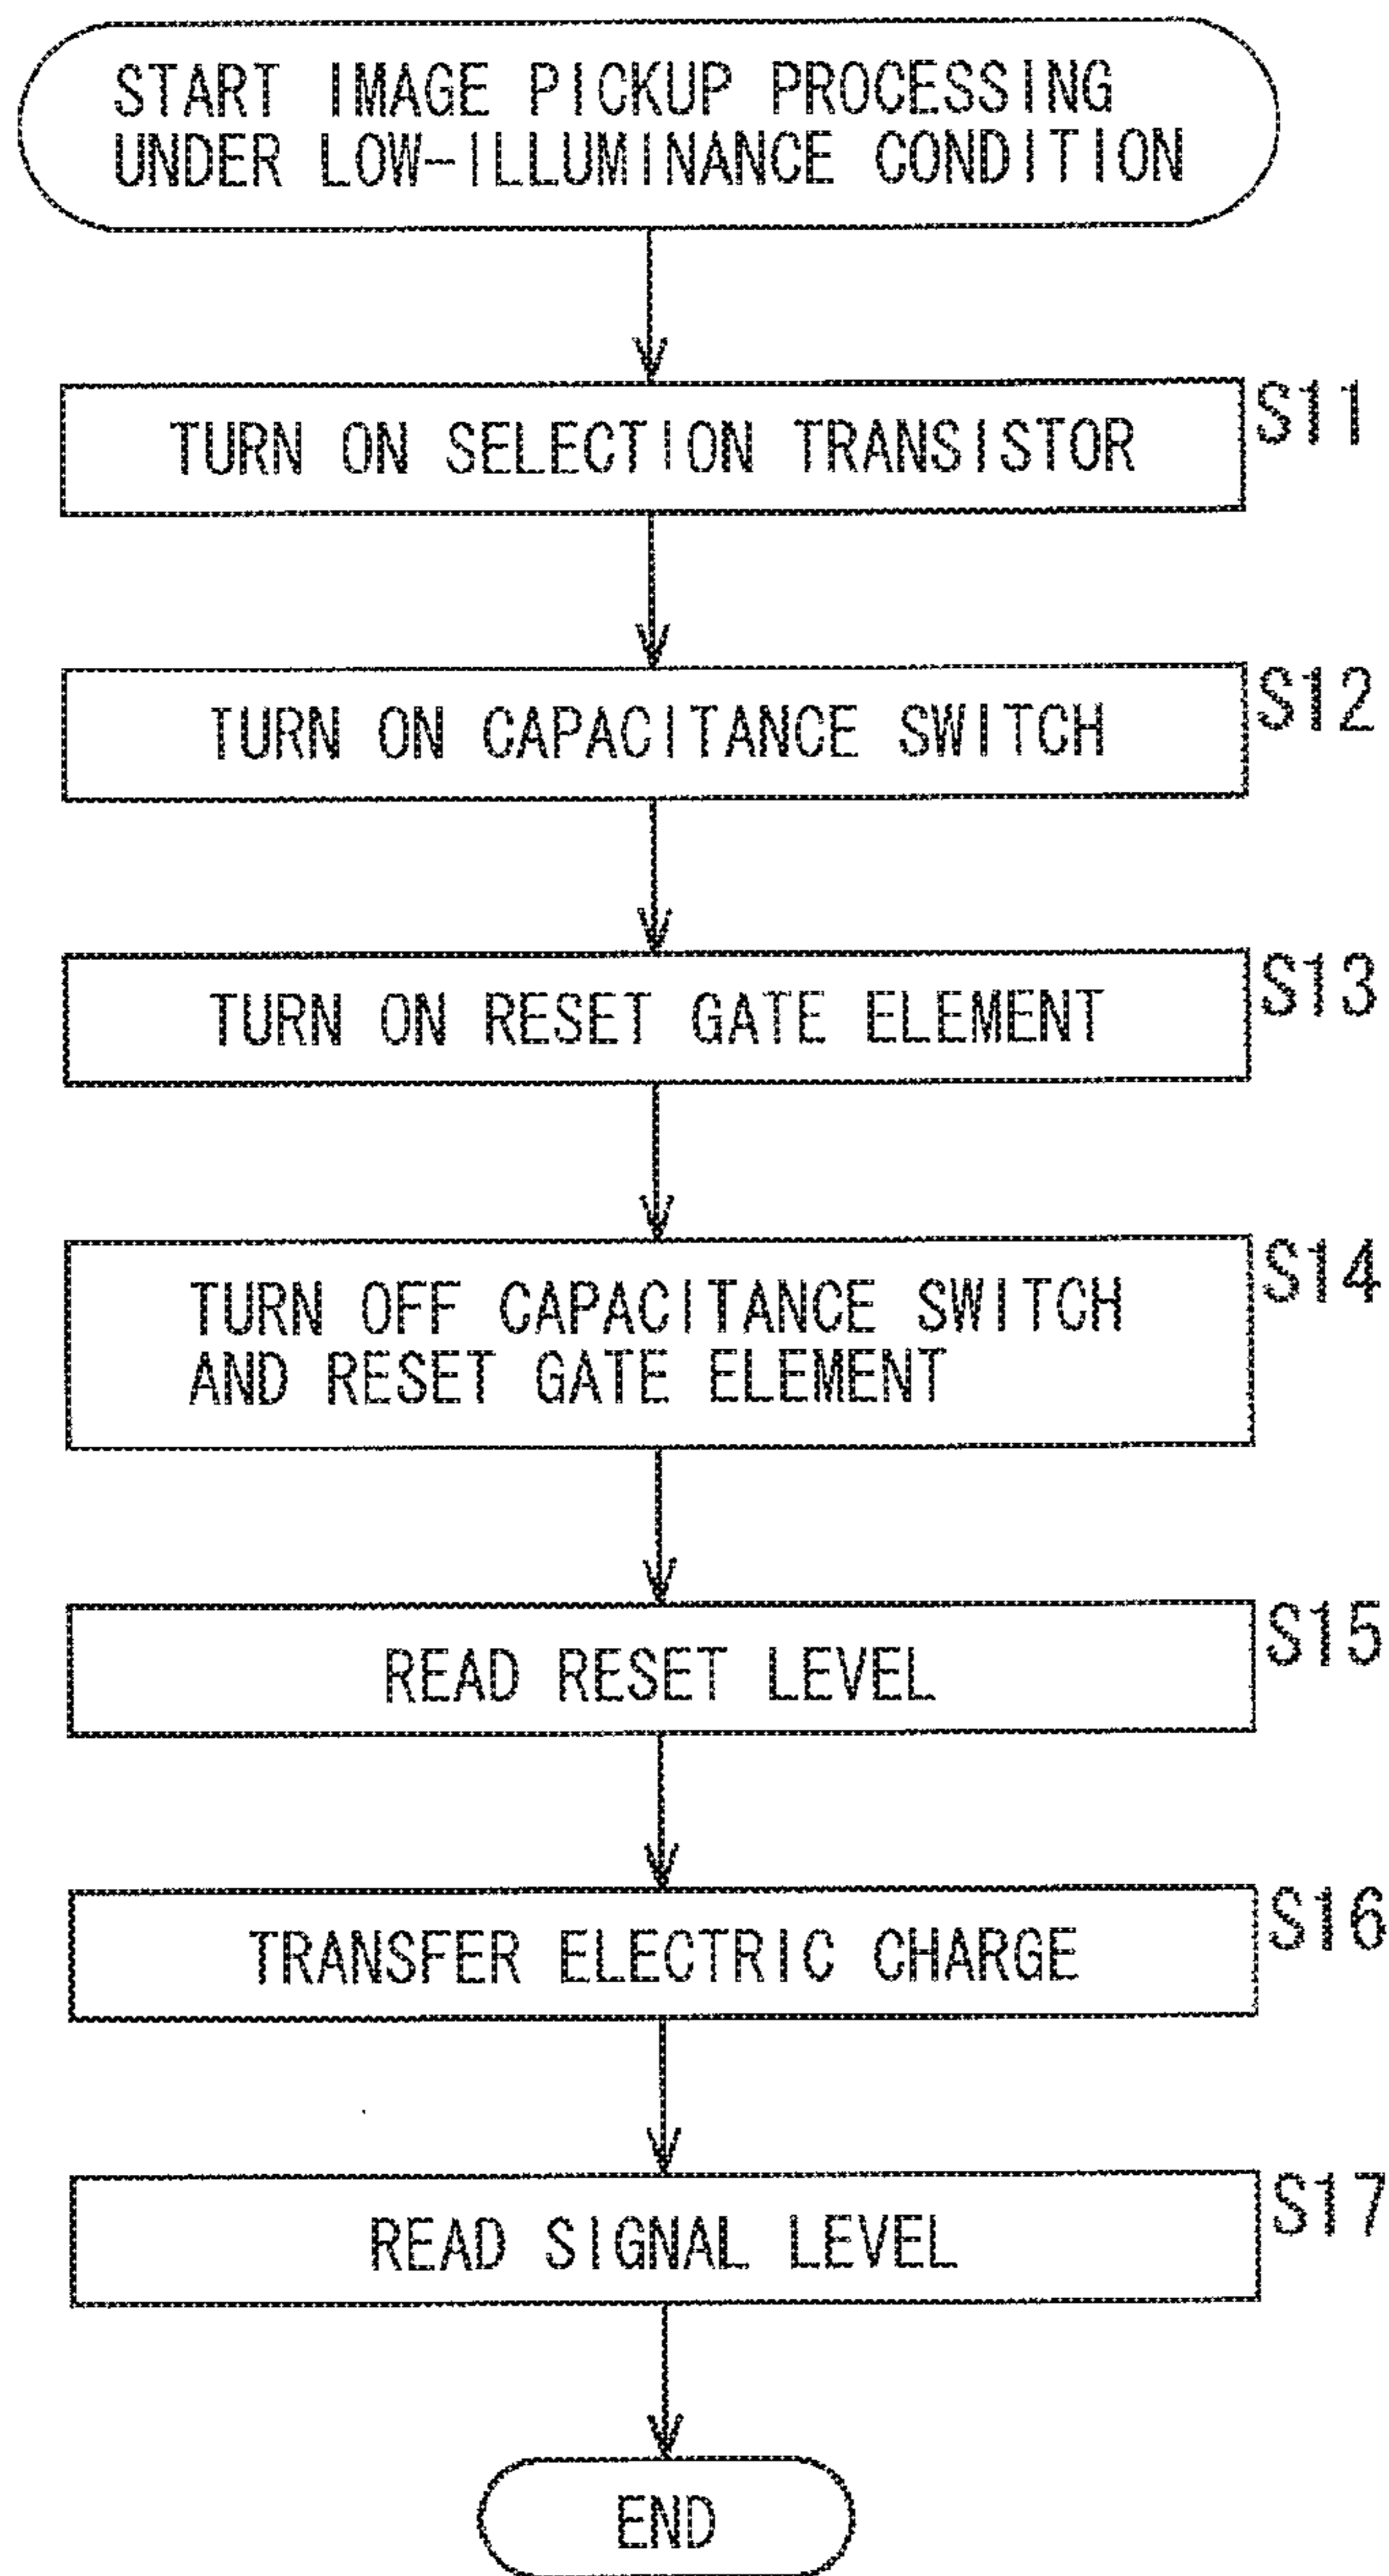 START IMAGE PICKUP PROCESSING
UNDER LOW-ILLUMINANCE CONDITION
TURN ON SELECTION TRANSISTOR
S11
TURN ON CAPACITANCE SWITCH
S12
TURN ON RESET GATE ELEMENT
S13
TURN OFF CAPACITANCE SWITCH
AND RESET GATE ELEMENT
S14
READ RESET LEVEL
S15
TRANSFER ELECTRIC CHARGE
S16
READ SIGNAL LEVEL
S17
END